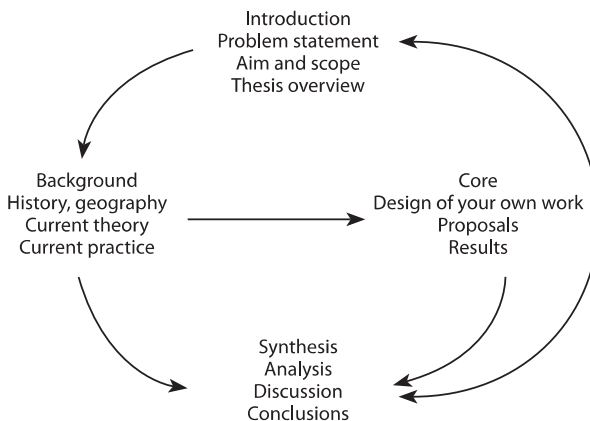 Introduction
Problem statement
Aim and scope
Thesis overview
Background
History, geography
Current theory
Current practice
Core
Design of your own work
Proposals
Results
Synthesis
Analysis
Discussion
Conclusions